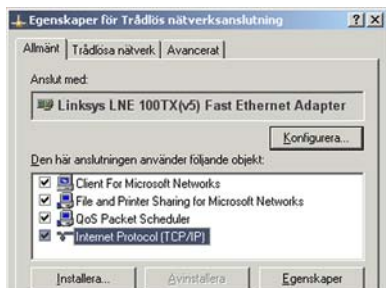 Egenskaper för Trådlös nätverksanslutning
Allmänt Trådlösa nätverk Avancerat
Anslut med:
Linksys LNE 100TX(v5) Fast Ethernet Adapter
Konfigurera...
Den här anslutningen använder följande objekt:
Client For Microsoft Networks
File and Printer Sharing for Microsoft Networks
QoS Packet Scheduler
Internet Protocol (TCP/IP)
Installera... Avinstallera Egenskaper